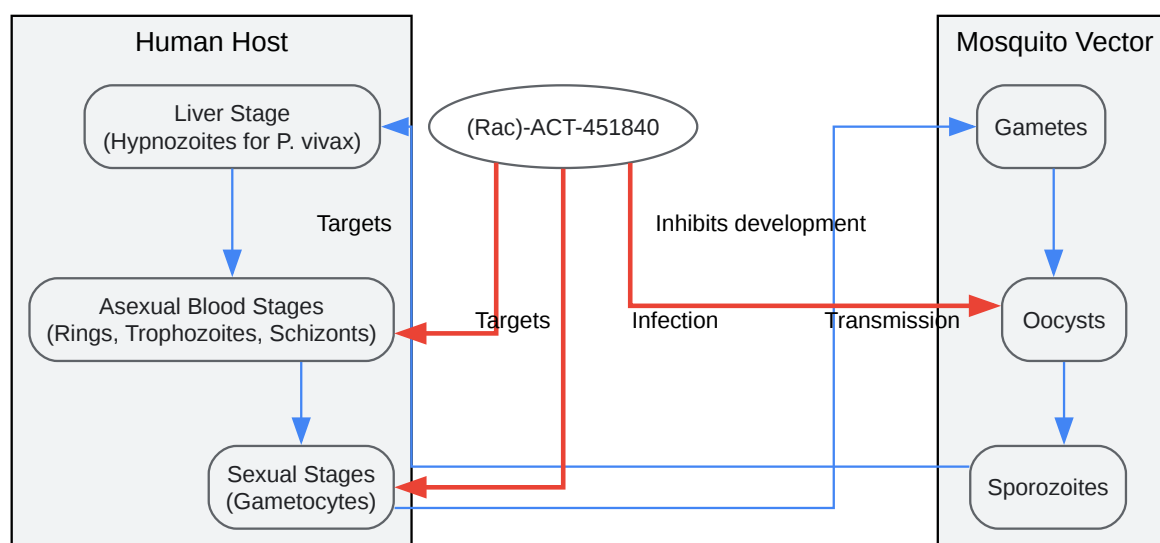 Human Host
Mosquito Vector
Liver Stage
(Hypnozoites for P. vivax)
(Rac)-ACT-451840
Gametes
Targets
Inhibits development
Asexual Blood Stages
(Rings, Trophozoites, Schizonts)
Targets
Infection
Transmission
Oocysts
Sexual Stages
(Gametocytes)
Sporozoites